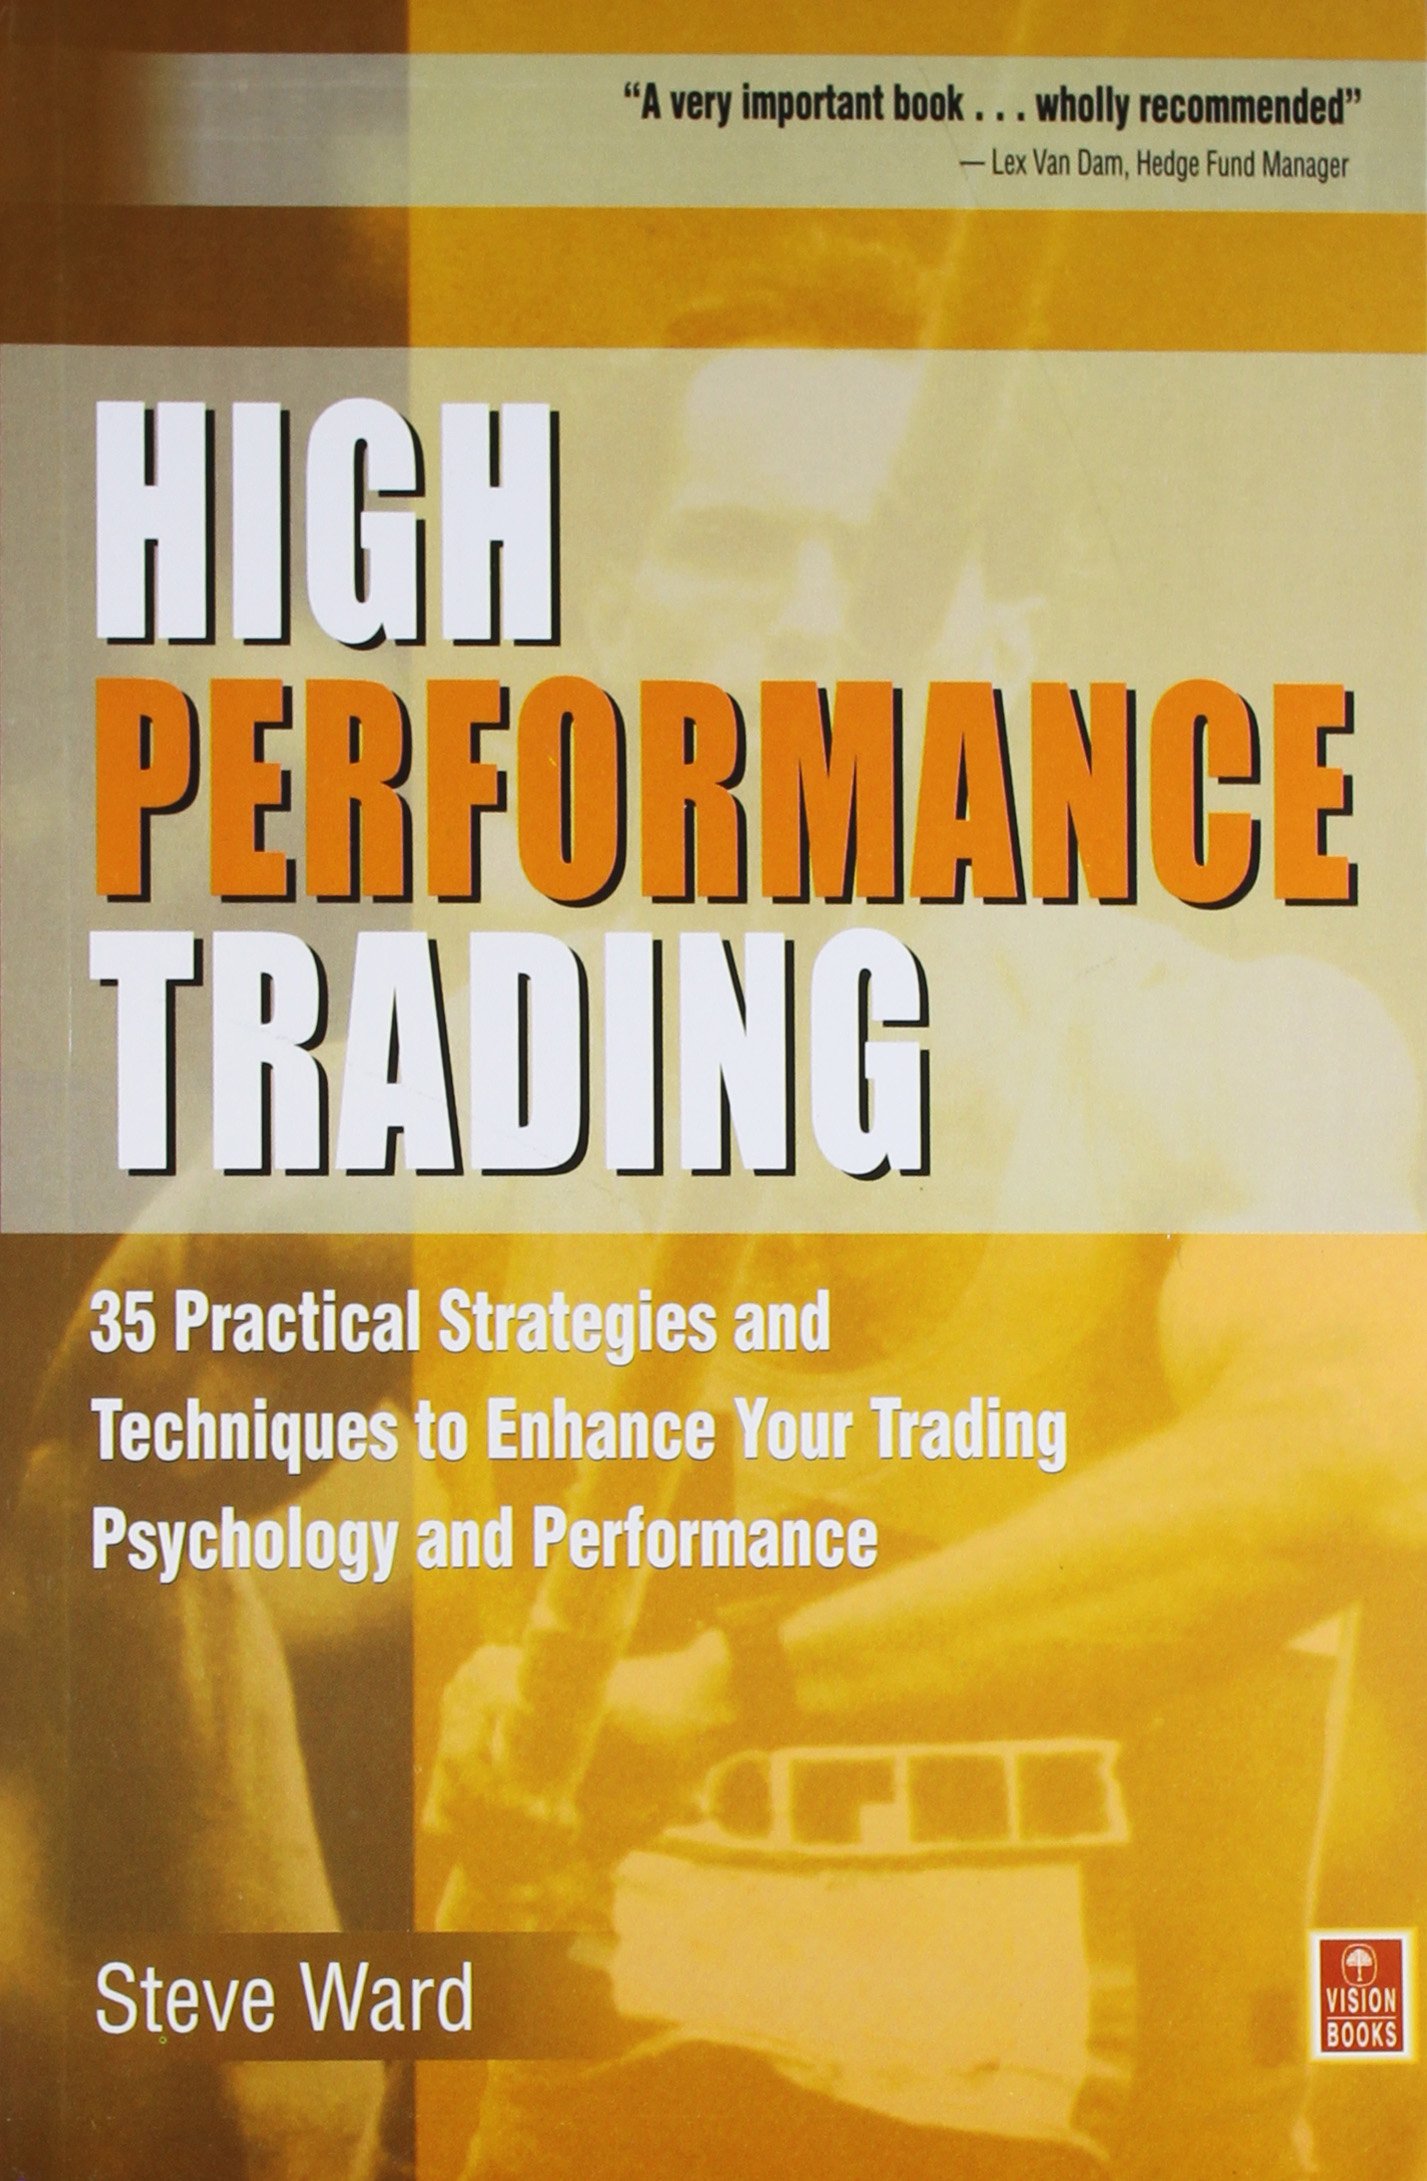 “A very important book . . . wholly recommended”
— Lex Van Dam, Hedge Fund Manager
HIGH
PERFORMANCE
TRADING
35 Practical Strategies and
Techniques to Enhance Your Trading
Psychology and Performance
Steve Ward
VISION
BOOKS